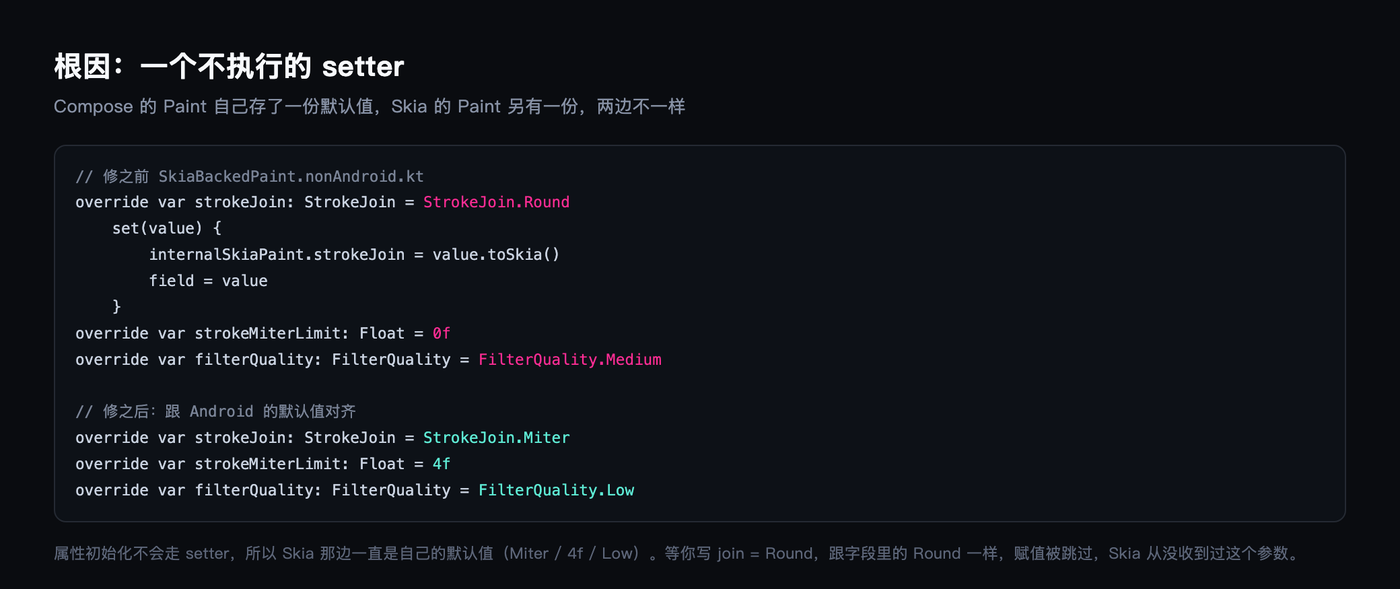 根因：一个不执行的 setter
Compose 的 Paint 自己存了一份默认值，Skia 的 Paint 另有一份，两边不一样
// 修之前 SkiaBackedPaint.nonAndroid.kt
override var strokeJoin: StrokeJoin = StrokeJoin.Round
    set(value) {
        internalSkiaPaint.strokeJoin = value.toSkia()
        field = value
    }
override var strokeMiterLimit: Float = 0f
override var filterQuality: FilterQuality = FilterQuality.Medium
// 修之后：跟 Android 的默认值对齐
override var strokeJoin: StrokeJoin = StrokeJoin.Miter
override var strokeMiterLimit: Float = 4f
override var filterQuality: FilterQuality = FilterQuality.Low
属性初始化不会走 setter，所以 Skia 那边一直是自己的默认值（Miter / 4f / Low）。等你写 join = Round，跟字段里的 Round 一样，赋值被跳过，Skia 从没收到过这个参数。